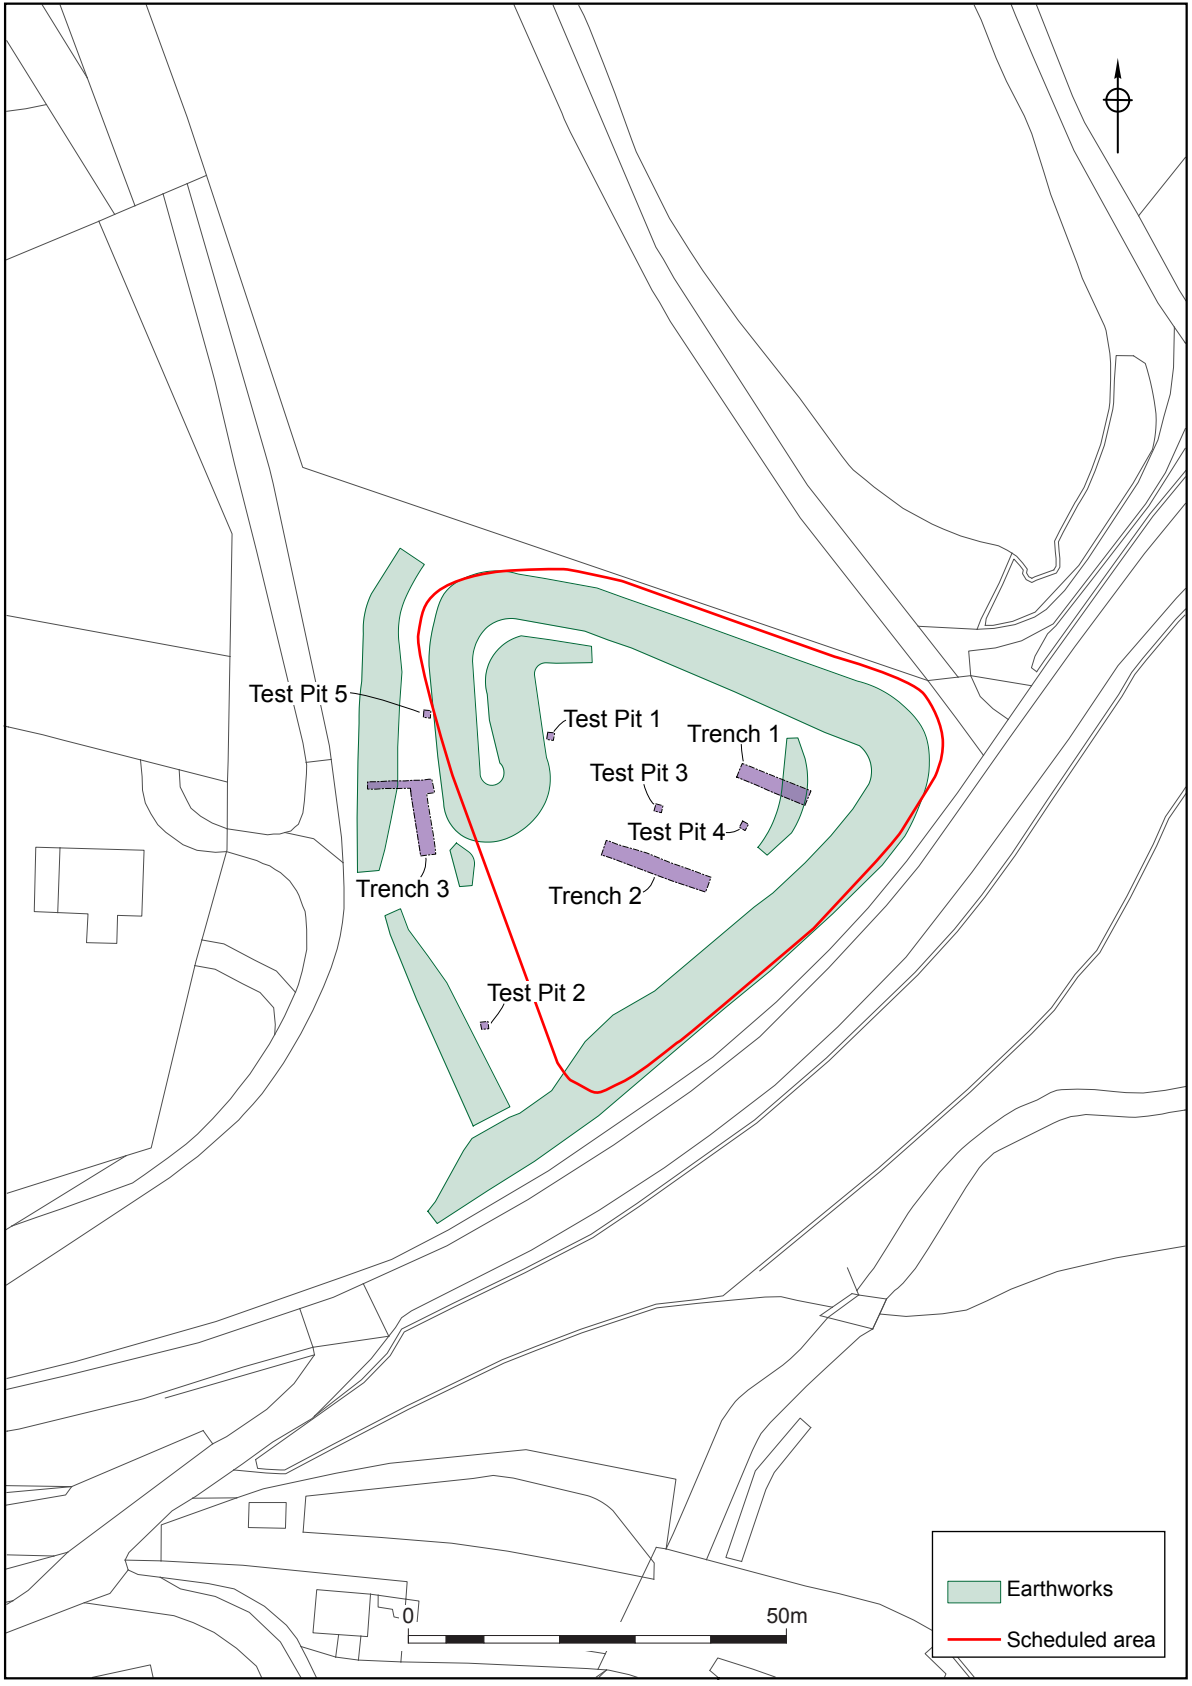 Test Pit 5
Test Pit 1
Trench 1
Test Pit 3
Test Pit 4
Trench 3
Trench 2
Test Pit 2
0
50m
Earthworks
Scheduled area